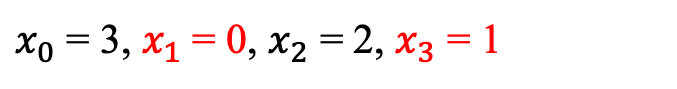 x₀ = 3, x₁ = 0, x₂ = 2, x₃ = 1